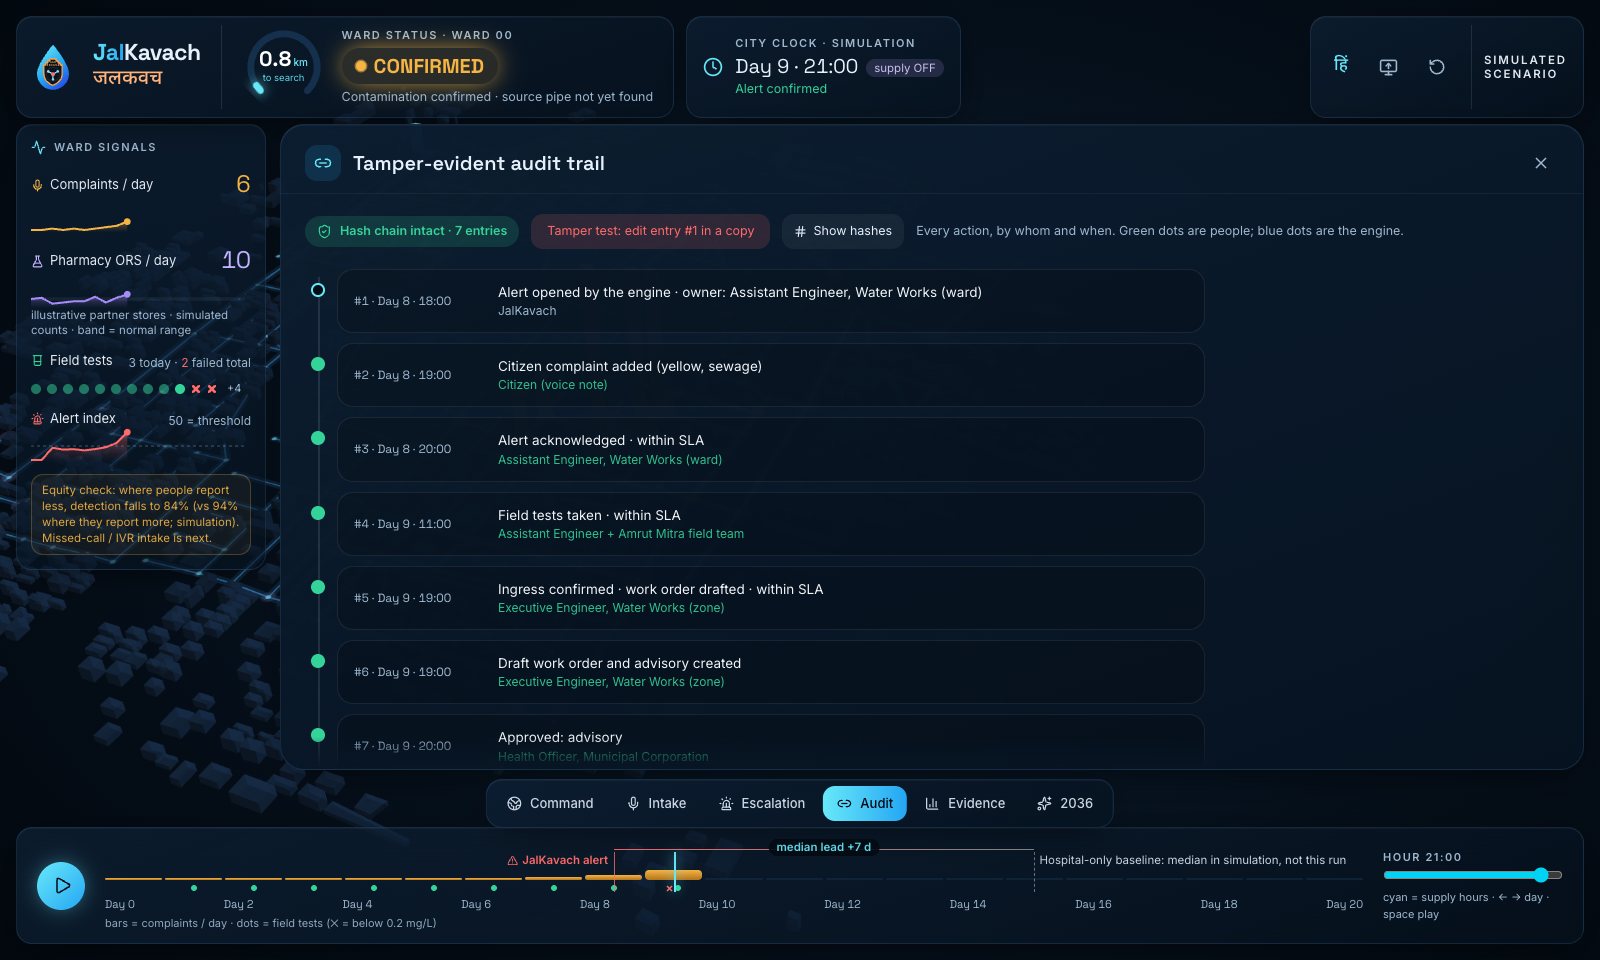 JalKavach
जलकवच
0.8 km
to search
WARD STATUS · WARD 00
CONFIRMED
Contamination confirmed · source pipe not yet found
CITY CLOCK · SIMULATION
Day 9 · 21:00 supply OFF
Alert confirmed
हिं
SIMULATED
SCENARIO
WARD SIGNALS
Complaints / day 6
Pharmacy ORS / day 10
illustrative partner stores · simulated
counts · band = normal range
Field tests 3 today · 2 failed total
+4
Alert index 50 = threshold
Equity check: where people report
less, detection falls to 84% (vs 94%
where they report more; simulation).
Missed-call / IVR intake is next.
Tamper-evident audit trail
Hash chain intact · 7 entries
Tamper test: edit entry #1 in a copy
Show hashes
Every action, by whom and when. Green dots are people; blue dots are the engine.
#1 · Day 8 · 18:00
Alert opened by the engine · owner: Assistant Engineer, Water Works (ward)
JalKavach
#2 · Day 8 · 19:00
Citizen complaint added (yellow, sewage)
Citizen (voice note)
#3 · Day 8 · 20:00
Alert acknowledged · within SLA
Assistant Engineer, Water Works (ward)
#4 · Day 9 · 11:00
Field tests taken · within SLA
Assistant Engineer + Amrut Mitra field team
#5 · Day 9 · 19:00
Ingress confirmed · work order drafted · within SLA
Executive Engineer, Water Works (zone)
#6 · Day 9 · 19:00
Draft work order and advisory created
Executive Engineer, Water Works (zone)
#7 · Day 9 · 20:00
Approved: advisory
Health Officer, Municipal Corporation
Command
Intake
Escalation
Audit
Evidence
2036
JalKavach alert
median lead +7 d
Hospital-only baseline: median in simulation, not this run
Day 0 Day 2 Day 4 Day 6 Day 8 Day 10 Day 12 Day 14 Day 16 Day 18 Day 20
bars = complaints / day · dots = field tests (✕ = below 0.2 mg/L)
HOUR 21:00
cyan = supply hours · ← → day ·
space play